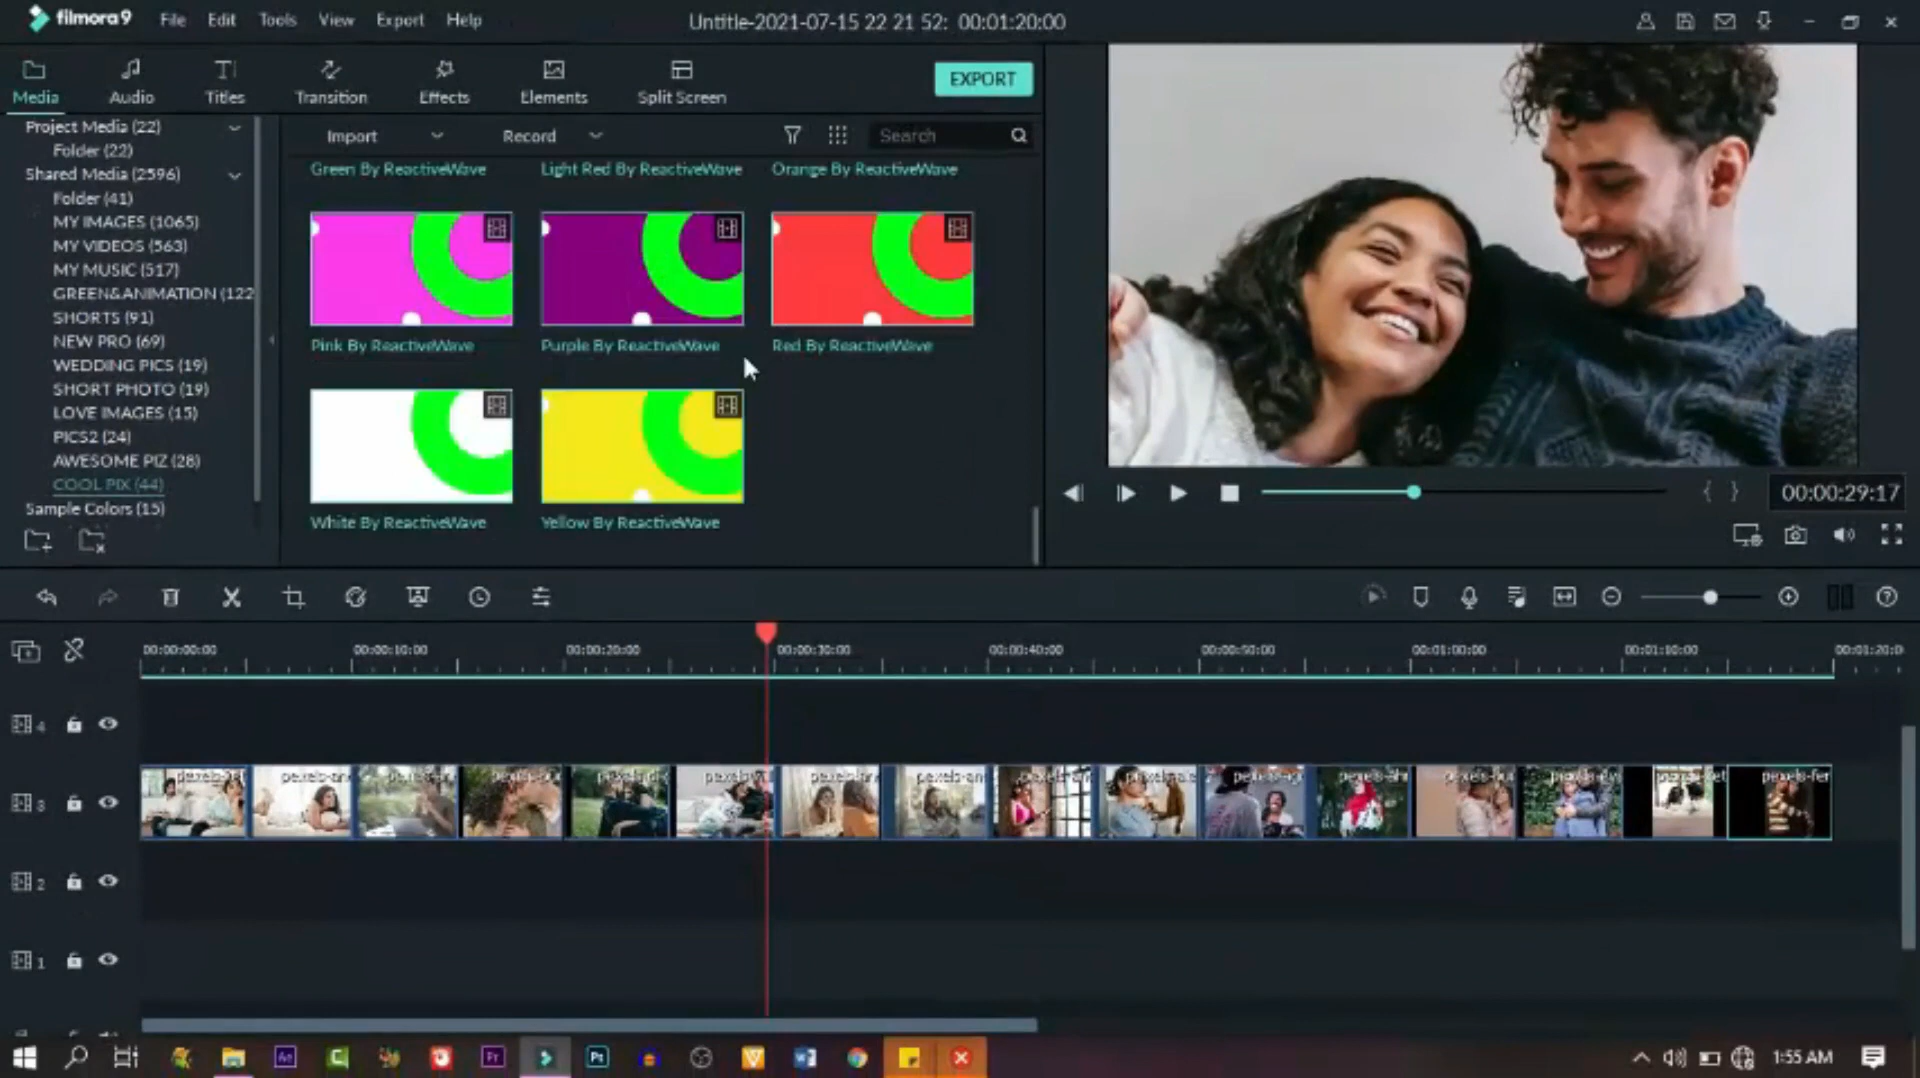 filmora9 File Edit Tools View Export Help Untitle-2021-07-15 22 21 52: 00:01:20:00
Media Audio Titles Transition Effects Elements Split Screen EXPORT
Project Media (22)
Folder (22)
Shared Media (2596)
Folder (41)
MY IMAGES (1065)
MY VIDEOS (563)
MY MUSIC (517)
GREEN&ANIMATION (122
SHORTS (91)
NEW PRO (69)
WEDDING PICS (19)
SHORT PHOTO (19)
LOVE IMAGES (15)
PICS2 (24)
AWESOME PIZ (28)
COOL PIX (44)
Sample Colors (15)
Import Record Search
Green By ReactiveWave Light Red By ReactiveWave Orange By ReactiveWave
Pink By ReactiveWave Purple By ReactiveWave Red By ReactiveWave
White By ReactiveWave Yellow By ReactiveWave
00:00:29:17
00:00:00:00 00:00:10:00 00:00:20:00 00:00:30:00 00:00:40:00 00:00:50:00 00:01:00:00 00:01:10:00 00:01:20:0
4
3
2
1
Ae Pr Ps
1:55 AM